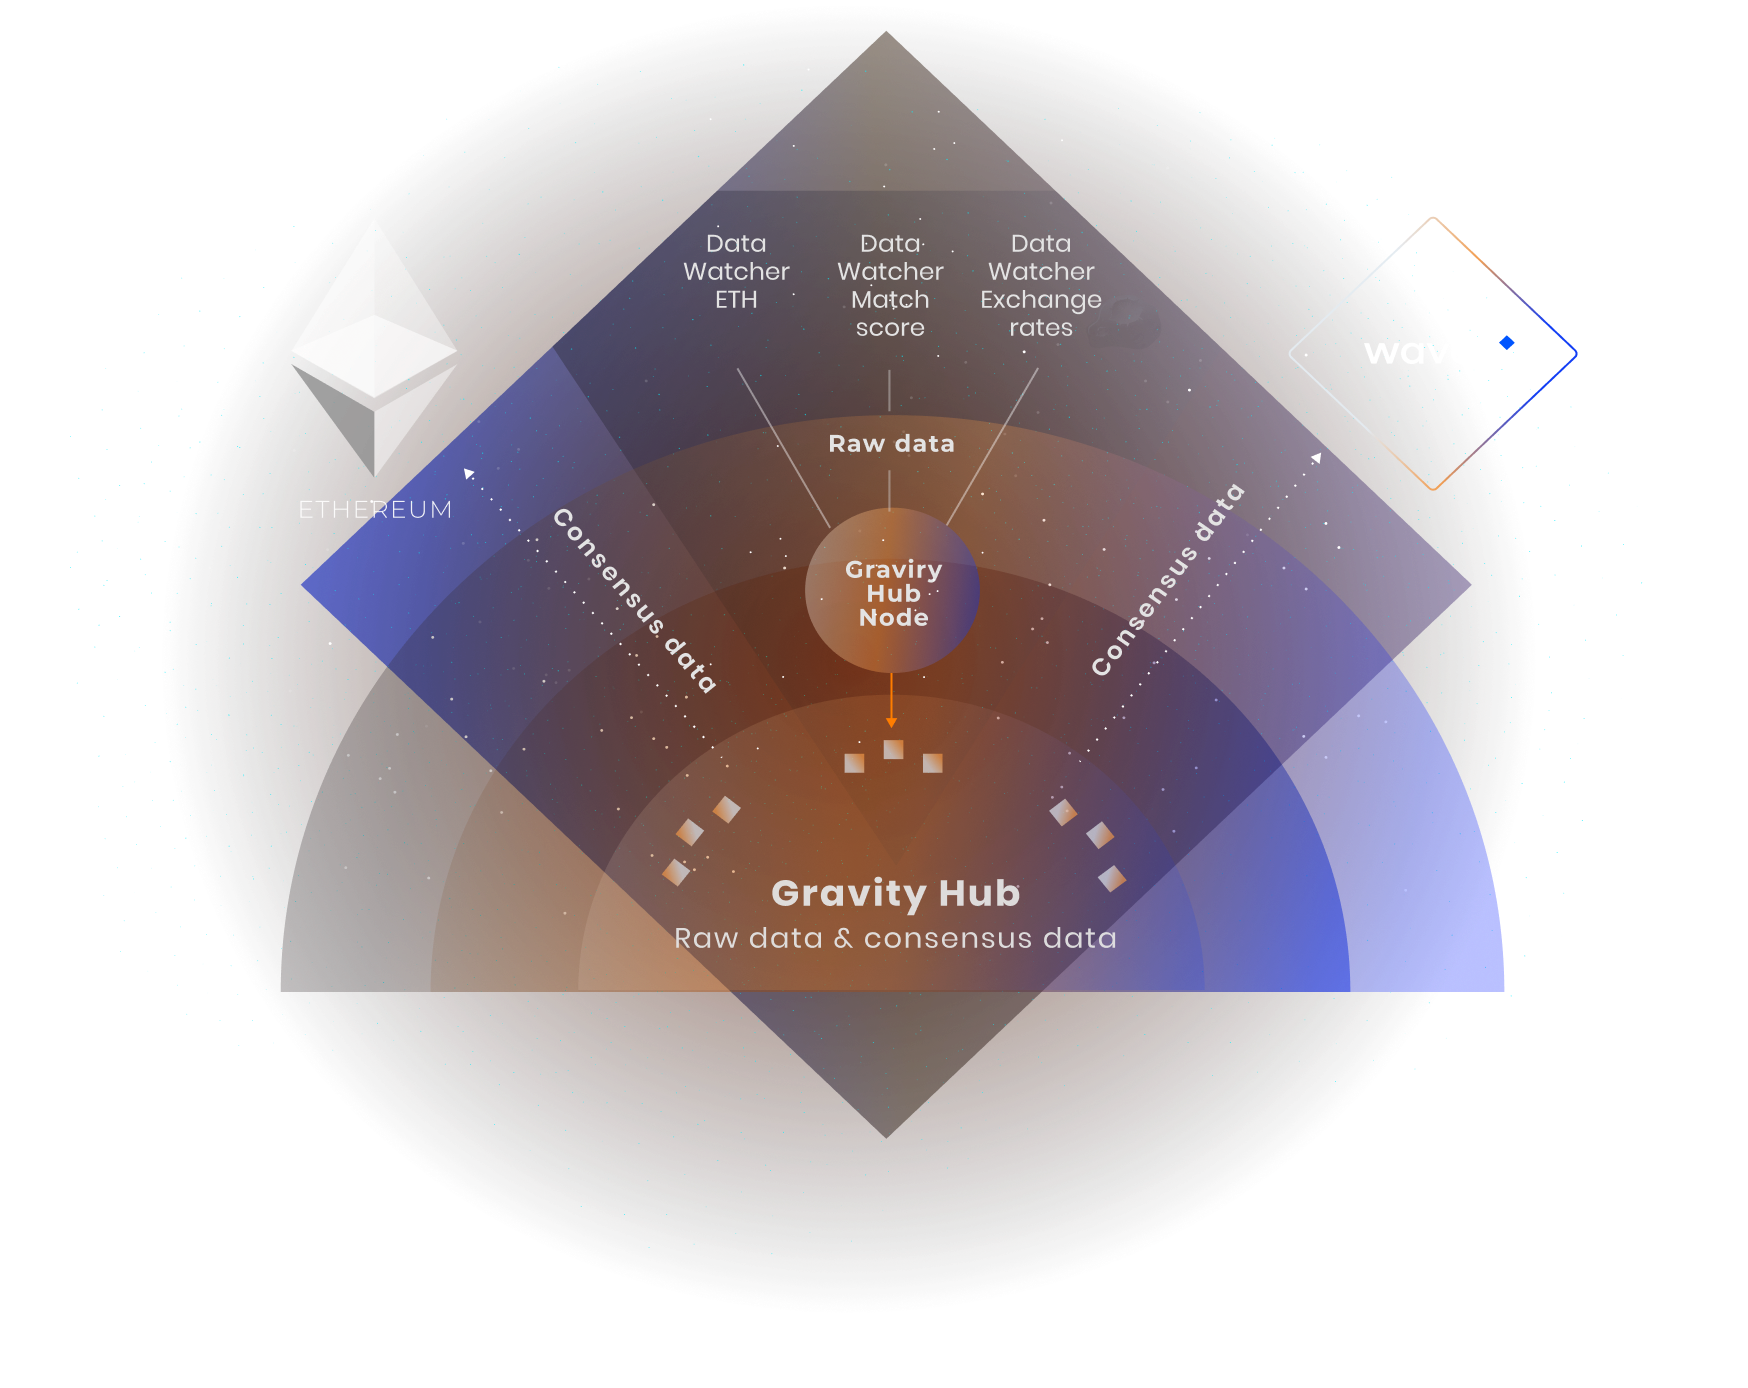 Data
Watcher
ETH
Data
Watcher
Match
score
Data
Watcher
Exchange
rates
Raw data
Graviry
Hub
Node
Consensus data
Consensus data
ETHEREUM
Gravity Hub
Raw data & consensus data